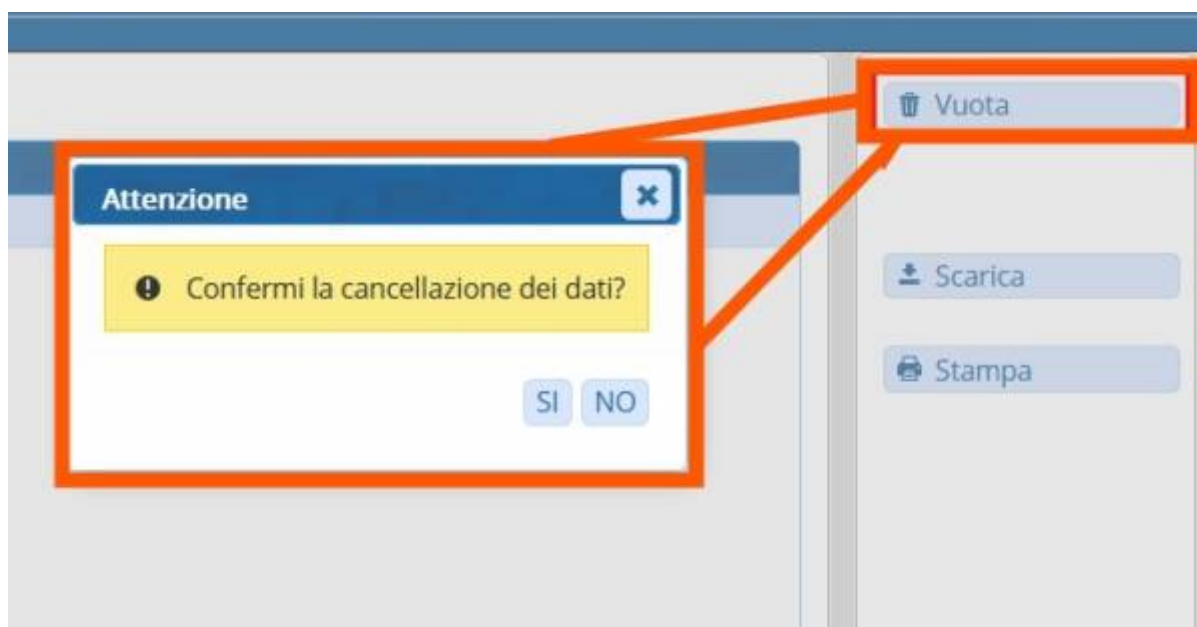 Vuota
Attenzione
Confermi la cancellazione dei dati?
SI NO
Scarica
Stampa